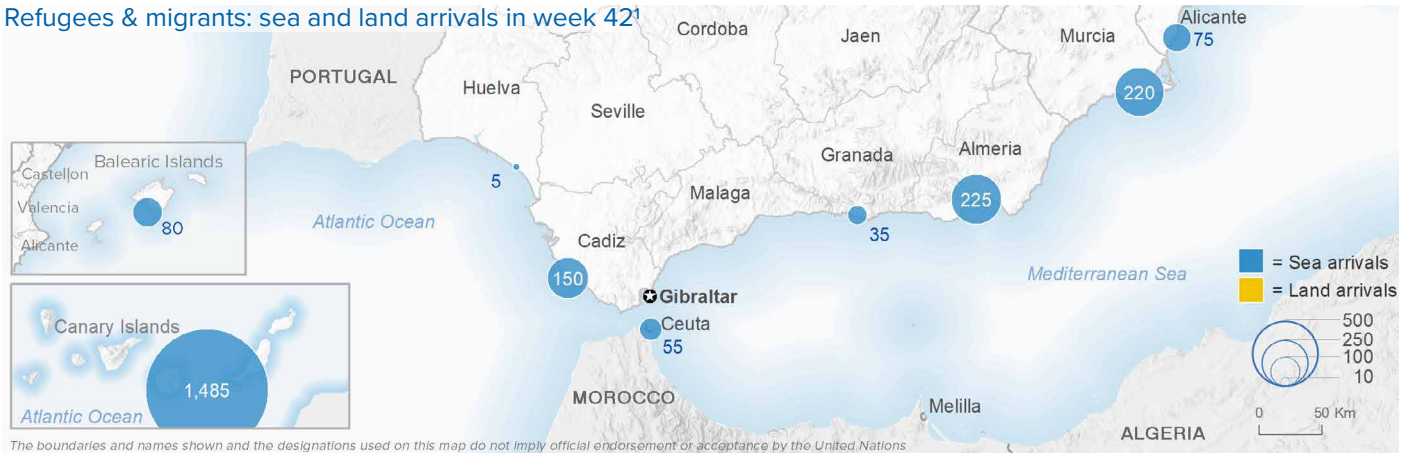 Refugees & migrants: sea and land arrivals in week 42¹
Alicante
75
Cordoba
Jaen
Murcia
PORTUGAL
Huelva
220
Seville
Almeria
Granada
Balearic Islands
Castellon
5
Malaga
225
Valencia
Atlantic Ocean
80
35
Alicante
Cadiz
= Sea arrivals
150
Mediterranean Sea
= Land arrivals
Gibraltar
Canary Islands
Ceuta
500
55
250
100
10
1,485
MOROCCO
Melilla
0 50 Km
Atlantic Ocean
ALGERIA
The boundaries and names shown and the designations used on this map do not imply official endorsement or acceptance by the United Nations